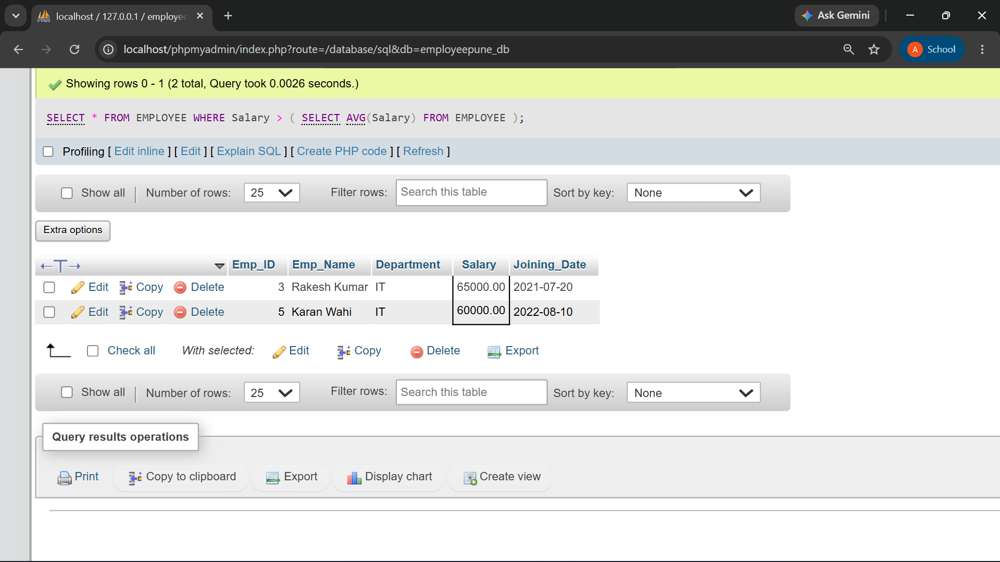 localhost / 127.0.0.1 / employee
Ask Gemini
localhost/phpmyadmin/index.php?route=/database/sql&db=employeepune_db
A School
Showing rows 0 - 1 (2 total, Query took 0.0026 seconds.)
SELECT * FROM EMPLOYEE WHERE Salary > ( SELECT AVG(Salary) FROM EMPLOYEE );
Profiling [ Edit inline ] [ Edit ] [ Explain SQL ] [ Create PHP code ] [ Refresh ]
Show all Number of rows: 25 Filter rows: Search this table Sort by key: None
Extra options
←T→ Emp_ID Emp_Name Department Salary Joining_Date
Edit Copy Delete 3 Rakesh Kumar IT 65000.00 2021-07-20
Edit Copy Delete 5 Karan Wahi IT 60000.00 2022-08-10
Check all With selected: Edit Copy Delete Export
Show all Number of rows: 25 Filter rows: Search this table Sort by key: None
Query results operations
Print Copy to clipboard Export Display chart Create view